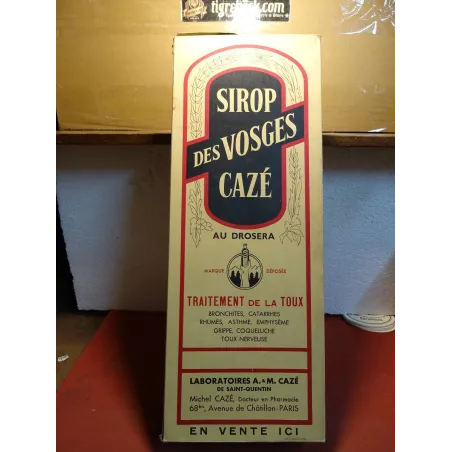 SIROP
DES VOSGES
CAZÉ
AU DROSERA
MARQUE DÉPOSÉE
TRAITEMENT DE LA TOUX
BRONCHITES, CATARRHES
RHUMES, ASTHME, EMPHYSÈME
GRIPPE, COQUELUCHE
TOUX NERVEUSE
LABORATOIRES A. & M. CAZÉ
DE SAINT-QUENTIN
Michel CAZÉ, Docteur en Pharmacie
68bis, Avenue de Châtillon-PARIS
EN VENTE ICI